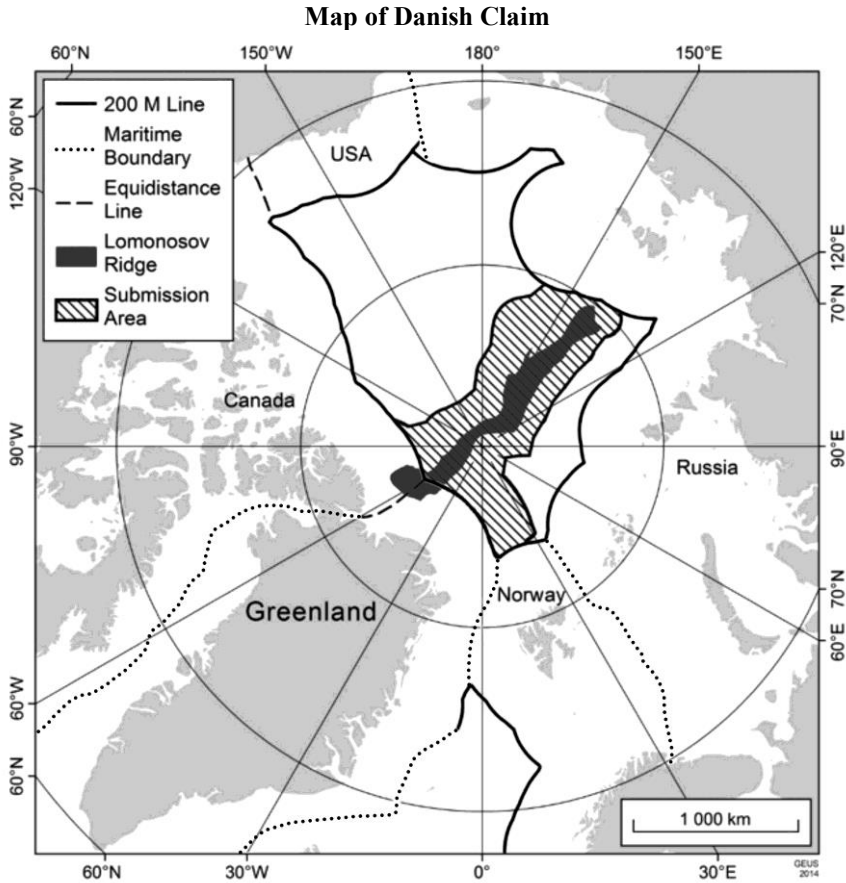 Map of Danish Claim
60°N
150°W
180°
150°E
60°N
120°W
200 M Line
Maritime
Boundary
Equidistance
Line
Lomonosov
Ridge
Submission
Area
USA
120°E
70°N
Canada
90°W
90°E
Russia
Norway
Greenland
70°N
60°E
60°W
60°N
1 000 km
60°N
30°W
0°
30°E
GEUS
2014